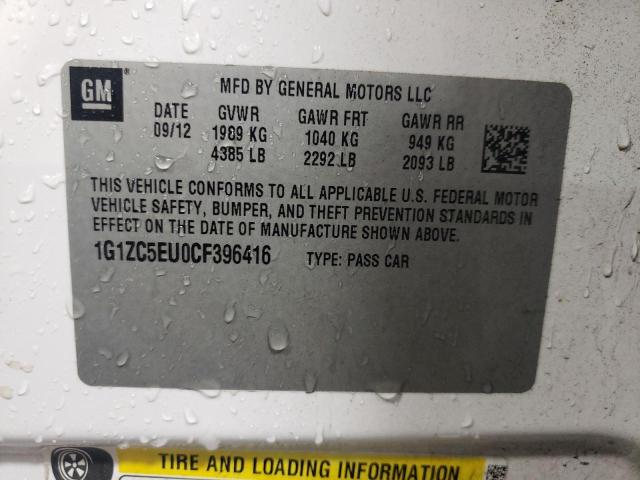 GM
MFD BY GENERAL MOTORS LLC
DATE GVWR GAWR FRT GAWR RR
09/12 1989 KG 1040 KG 949 KG
4385 LB 2292 LB 2093 LB
THIS VEHICLE CONFORMS TO ALL APPLICABLE U.S. FEDERAL MOTOR
VEHICLE SAFETY, BUMPER, AND THEFT PREVENTION STANDARDS IN
EFFECT ON THE DATE OF MANUFACTURE SHOWN ABOVE.
1G1ZC5EU0CF396416 TYPE: PASS CAR
TIRE AND LOADING INFORMATION